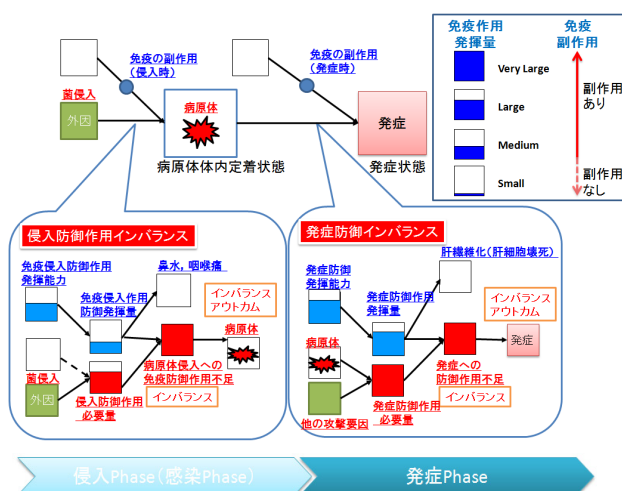 免疫の副作用
(侵入時)
免疫の副作用
(発症時)
菌侵入
外因
病原体
発症
病原体体内定着状態
発症状態
免疫作用
発揮量
免疫
副作用
Very Large
Large
Medium
Small
副作用
あり
副作用
なし
侵入防御作用インバランス
免疫侵入防御作用
発揮能力
免疫侵入作用
防御発揮量
鼻水，咽喉痛
インバランス
アウトカム
病原体
菌侵入
外因
侵入防御作用
必要量
病原体侵入への
免疫防御作用不足
インバランス
発症防御インバランス
肝繊維化（肝細胞壊死）
発症防御
発揮能力
発症防御作用
発揮量
インバランス
アウトカム
発症
病原体
他の攻撃要因
発症防御作用
必要量
発症への
防御作用不足
インバランス
侵入Phase（感染Phase）
発症Phase